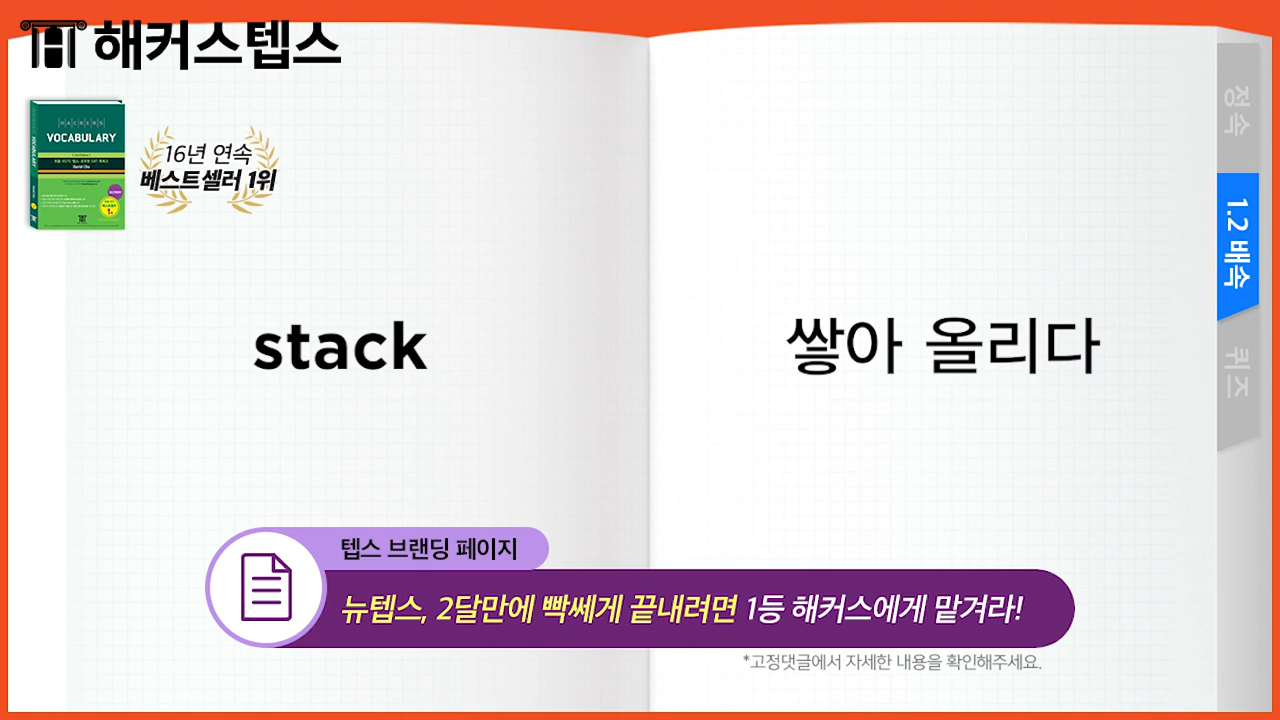 해커스텝스
HACKERS
VOCABULARY
VOCABULARY
David Cho
16년 연속
베스트셀러 1위
정속
1.2 배속
퀴즈
stack
쌓아 올리다
텝스 브랜딩 페이지
뉴텝스, 2달만에 빡쎄게 끝내려면 1등 해커스에게 맡겨라!
*고정댓글에서 자세한 내용을 확인해주세요.